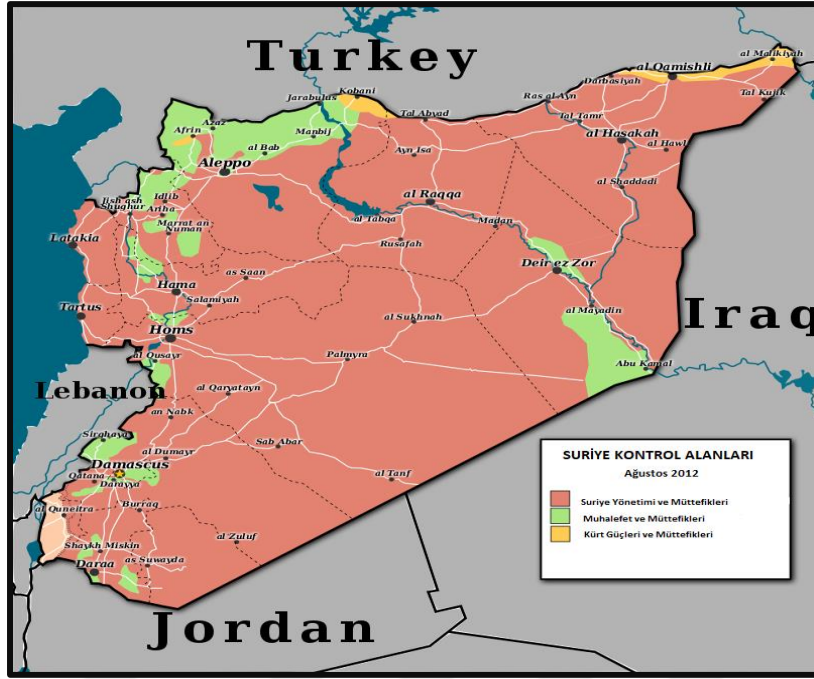 Turkey
al Malikiyah
al Qamishli
Darbasiyah
Kobani
Jarabulus
Ras al Ayn
Tal Kujik
Tal Abyad
Azaz
Afrin
Manbij
Tal Tamr
al Bab
al Hasakah
Ayn Isa
al Hawl
Aleppo
al Shaddadi
Jish ash
Shughur
Idlib
Ariha
al Raqqa
Marrat an
Numan
al Tabqa
Madan
Latakia
Rusafah
Deir ez Zor
as Saan
Hama
Salamiyah
Tartus
al Sukhnah
al Mayadin
Iraq
Homs
al Qusayr
Palmyra
Abu Kamal
Lebanon
al Qaryatayn
an Nabk
Sab Abar
al Dumayr
Damascus
Qatana
Darayya
al Tanf
Burraq
al Quneitra
al Zuluf
Shaykh Miskin
as Suwayda
Daraa
Jordan
SURİYE KONTROL ALANLARI
Ağustos 2012
Suriye Yönetimi ve Müttefikleri
Muhalefet ve Müttefikleri
Kürt Güçleri ve Müttefikleri